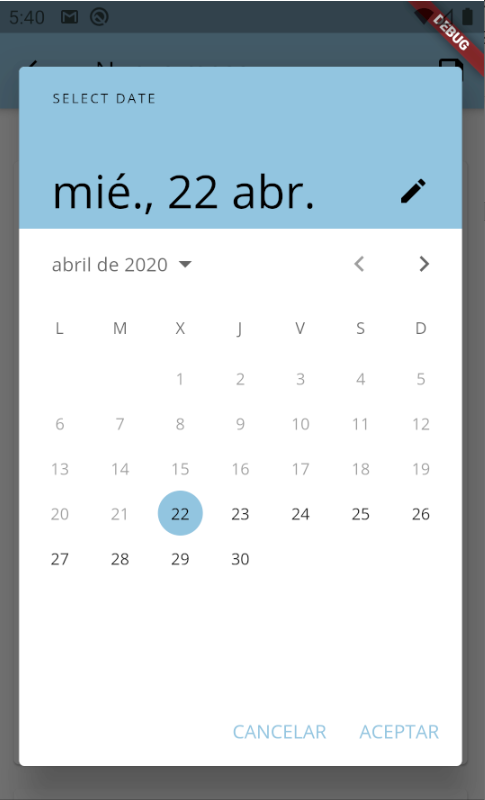 5:40
DEBUG
SELECT DATE
mié., 22 abr.
abril de 2020
L M X J V S D
1 2 3 4 5
6 7 8 9 10 11 12
13 14 15 16 17 18 19
20 21 22 23 24 25 26
27 28 29 30
CANCELAR ACEPTAR